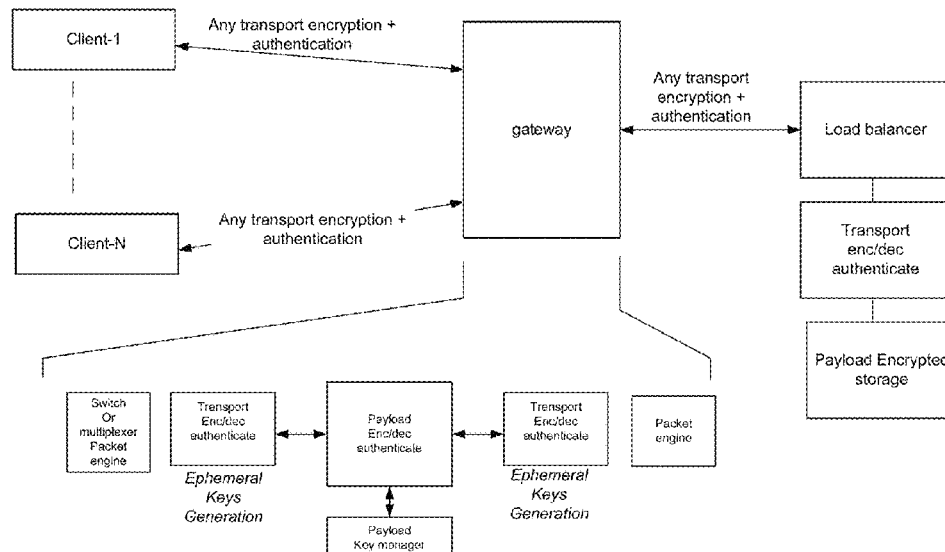 Client-1
Any transport encryption +
authentication
gateway
Any transport
encryption +
authentication
Load balancer
Client-N
Any transport encryption +
authentication
Transport
enc/dec
authenticate
Payload Encrypted
storage
Switch
Or
multiplexer
Packet
engine
Transport
Enc/dec
authenticate
Ephemeral
Keys
Generation
Payload
Enc/dec
authenticate
Transport
Enc/dec
authenticate
Ephemeral
Keys
Generation
Packet
engine
Payload
Key manager